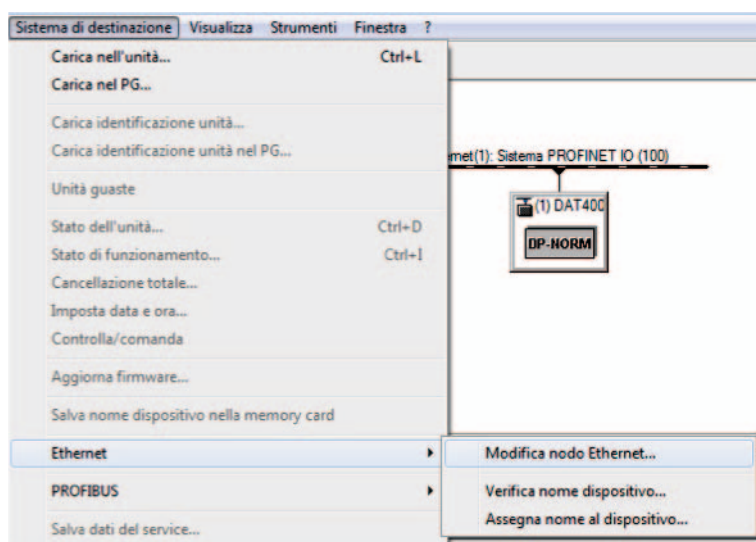 Sistema di destinazione Visualizza Strumenti Finestra ?
Carica nell'unità... Ctrl+L
Carica nel PG...
Carica identificazione unità...
Carica identificazione unità nel PG...
Unità guaste
Stato dell'unità... Ctrl+D
Stato di funzionamento... Ctrl+I
Cancellazione totale...
Imposta data e ora...
Controlla/comanda
Aggiorna firmware...
Salva nome dispositivo nella memory card
Ethernet
PROFIBUS
Salva dati del service...
Modifica nodo Ethernet...
Verifica nome dispositivo...
Assegna nome al dispositivo...
rnet(1): Sistema PROFINET IO (100)
(1) DAT400
DP-NORM